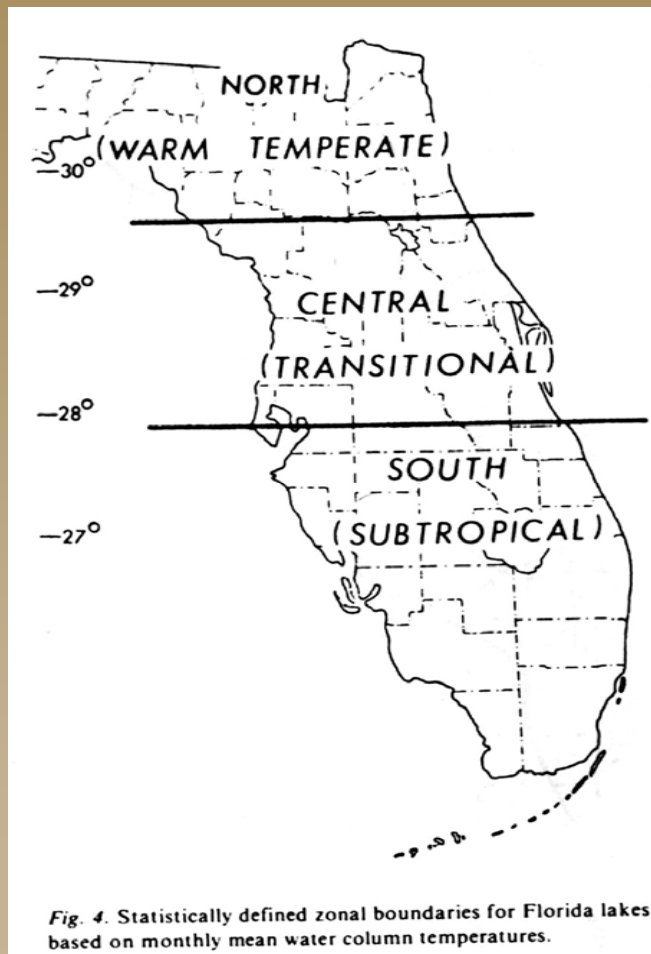 NORTH
(WARM TEMPERATE)
—30°
—29°
CENTRAL
(TRANSITIONAL)
—28°
SOUTH
(SUBTROPICAL)
—27°
Fig. 4. Statistically defined zonal boundaries for Florida lakes
based on monthly mean water column temperatures.